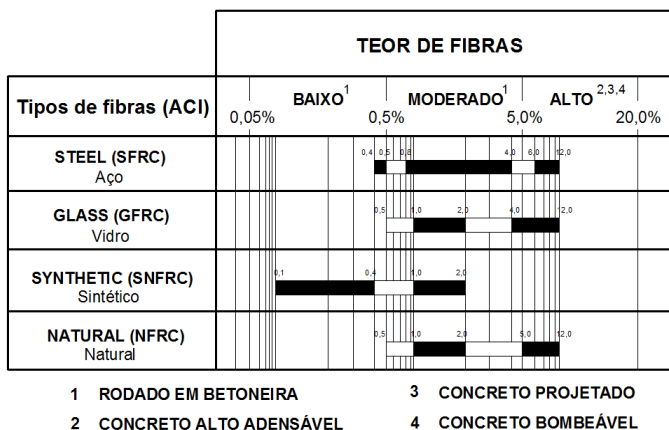 TEOR DE FIBRAS
Tipos de fibras (ACI)
BAIXO1 MODERADO1 ALTO2,3,4
0,05% 0,5% 5,0% 20,0%
0,4 0,5 0,8 4,0 6,0 12,0
STEEL (SFRC)
Aço
0,5 1,0 2,0 4,0 12,0
GLASS (GFRC)
Vidro
0,1 0,4 1,0 2,0
SYNTHETIC (SNFRC)
Sintético
0,5 1,0 2,0 5,0 12,0
NATURAL (NFRC)
Natural
1 RODADO EM BETONEIRA
3 CONCRETO PROJETADO
2 CONCRETO ALTO ADENSÁVEL
4 CONCRETO BOMBEÁVEL